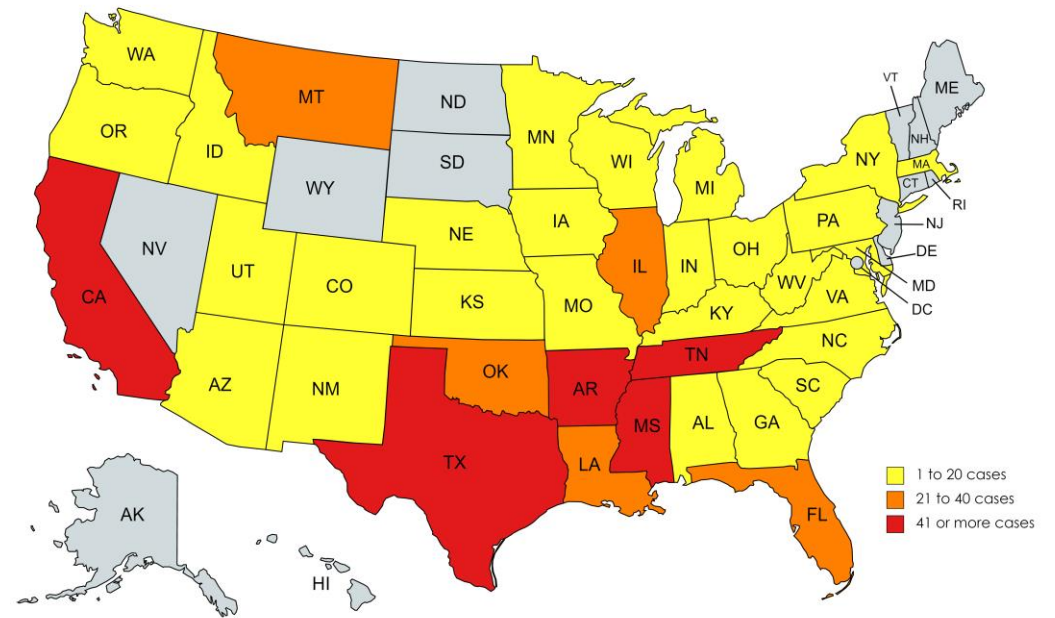 WA
MT
ND
MN
VT
ME
OR
ID
SD
WI
MI
NY
NH
MA
CT
RI
WY
NE
IA
PA
NJ
NV
UT
CO
KS
MO
IL
IN
OH
WV
VA
DE
MD
DC
CA
KY
AZ
NM
OK
AR
TN
NC
SC
TX
LA
MS
AL
GA
FL
AK
HI
1 to 20 cases
21 to 40 cases
41 or more cases